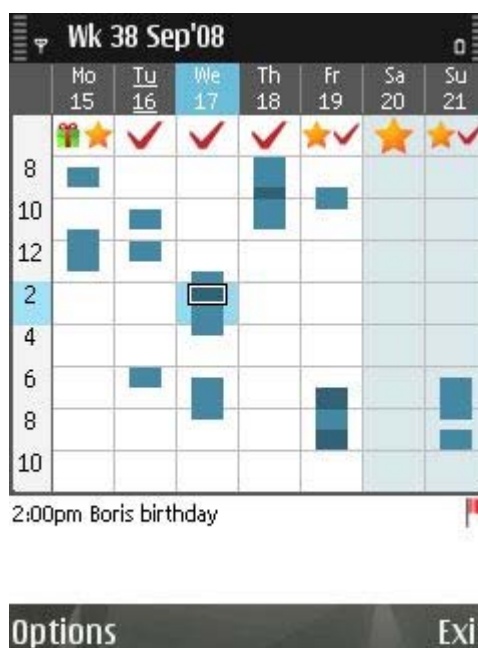 Wk 38 Sep'08
Mo Tu We Th Fr Sa Su
15 16 17 18 19 20 21
8
10
12
2
4
6
8
10
2:00pm Boris birthday
Options Exi